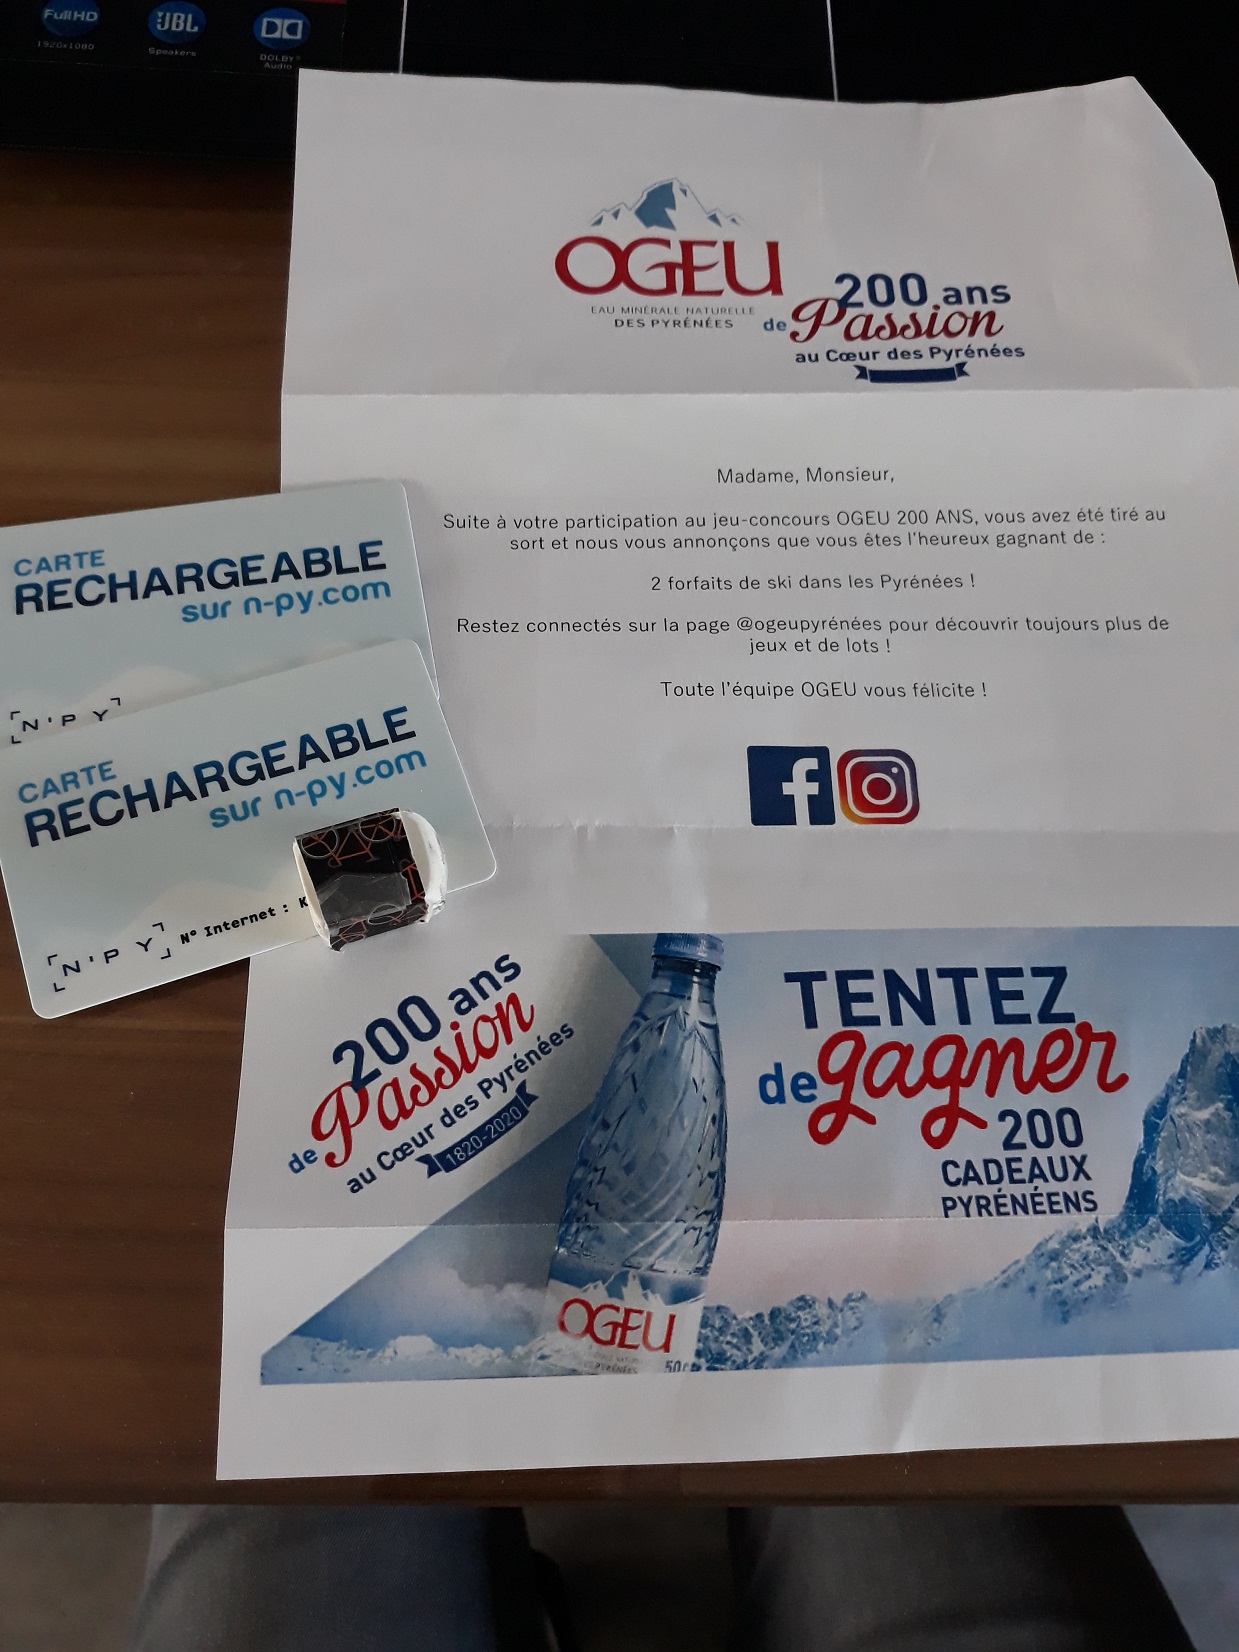 FullHD
1920x1080
JBL
Speakers
DOLBY
Audio
OGEU
EAU MINÉRALE NATURELLE
DES PYRÉNÉES
200 ans
de Passion
au Cœur des Pyrénées
Madame, Monsieur,
Suite à votre participation au jeu-concours OGEU 200 ANS, vous avez été tiré au
sort et nous vous annonçons que vous êtes l'heureux gagnant de :
2 forfaits de ski dans les Pyrénées !
Restez connectés sur la page @ogeupyrénées pour découvrir toujours plus de
jeux et de lots !
Toute l'équipe OGEU vous félicite !
CARTE
RECHARGEABLE
sur n-py.com
N'PY
CARTE
RECHARGEABLE
sur n-py.com
N'PY
N° Internet : K
200 ans
de Passion
au Cœur des Pyrénées
1820-2020
TENTEZ
de gagner
200
CADEAUX
PYRÉNÉENS
OGEU
PYRÉNÉES
50c